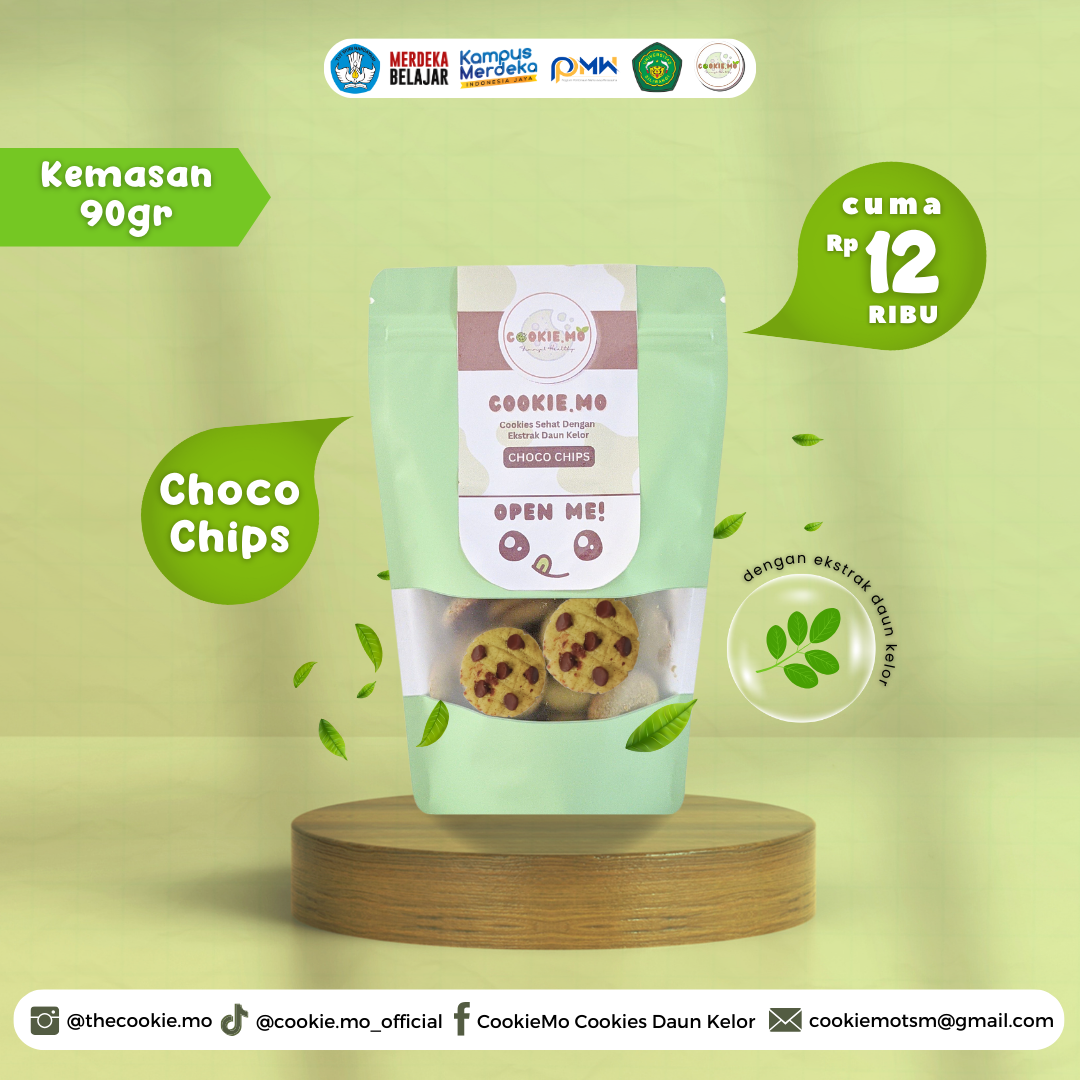 MERDEKA
BELAJAR
Kampus
Merdeka
INDONESIA JAYA
PMW
COOKIE.MO
Kemasan
90gr
cuma
Rp 12
RIBU
COOKIE.MO
COOKIE.MO
Cookies Sehat Dengan
Ekstrak Daun Kelor
CHOCO CHIPS
OPEN ME!
Choco
Chips
dengan ekstrak daun kelor
@thecookie.mo @cookie.mo_official CookieMo Cookies Daun Kelor cookiemotsm@gmail.com